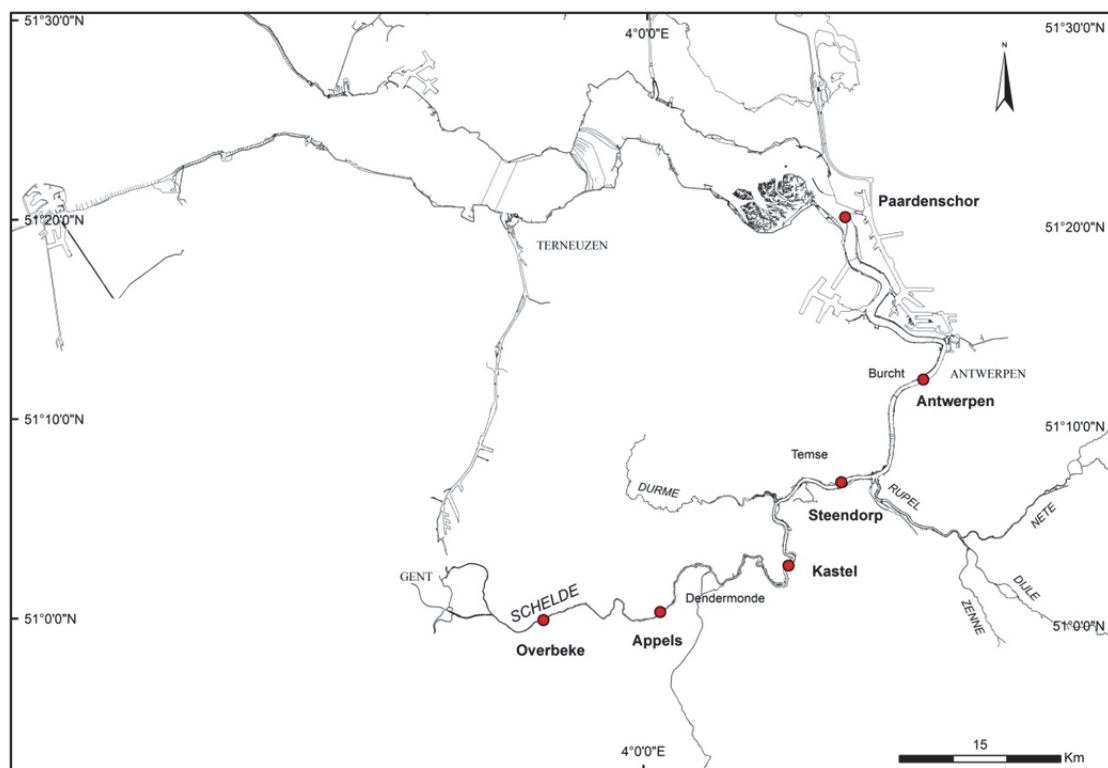 51°30'0"N
4°0'0"E
51°30'0"N
N
Paardenschor
51°20'0"N
51°20'0"N
TERNEUZEN
Burcht
ANTWERPEN
Antwerpen
51°10'0"N
51°10'0"N
Temse
DURME
RUPEL
NETE
Steendorp
Kastel
GENT
SCHELDE
Dendermonde
DIJLE
ZENNE
51°0'0"N
51°0'0"N
Appels
Overbeke
4°0'0"E
15
Km